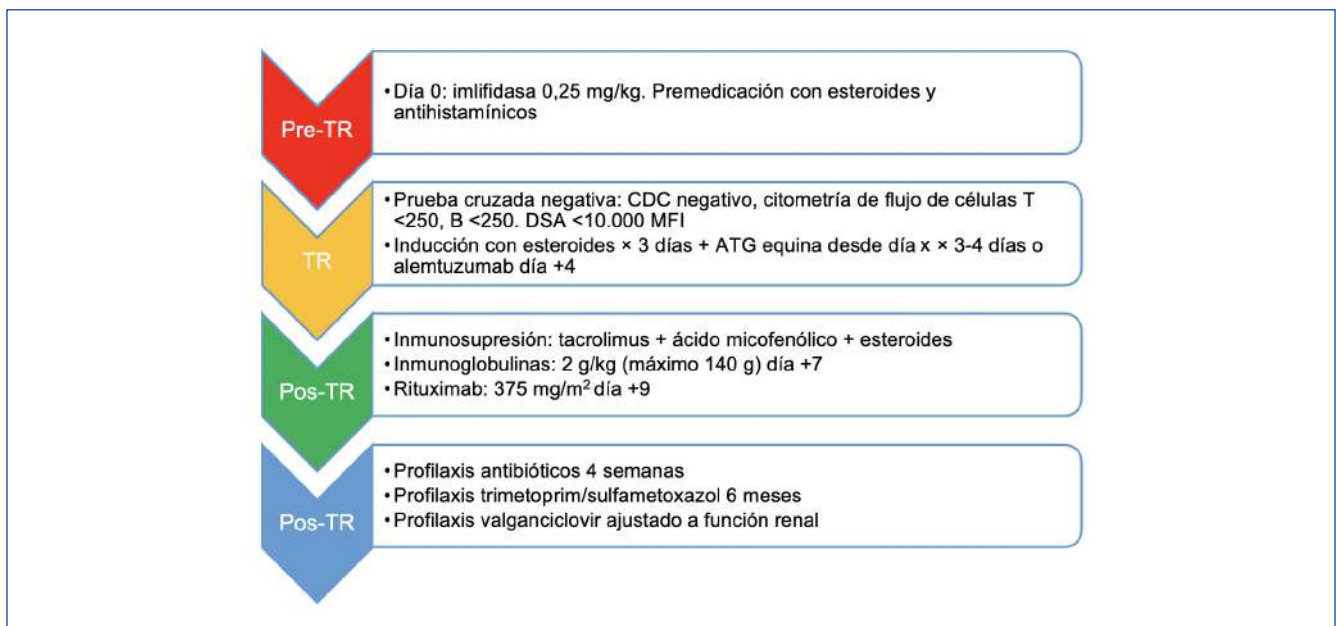 Pre-TR
•Día 0: imlifidasa 0,25 mg/kg. Premedicación con esteroides y
antihistamínicos
TR
•Prueba cruzada negativa: CDC negativo, citometría de flujo de células T
<250, B <250. DSA <10.000 MFI
•Inducción con esteroides × 3 días + ATG equina desde día x × 3-4 días o
alemtuzumab día +4
Pos-TR
•Inmunosupresión: tacrolimus + ácido micofenólico + esteroides
•Inmunoglobulinas: 2 g/kg (máximo 140 g) día +7
•Rituximab: 375 mg/m² día +9
Pos-TR
•Profilaxis antibióticos 4 semanas
•Profilaxis trimetoprim/sulfametoxazol 6 meses
•Profilaxis valganciclovir ajustado a función renal